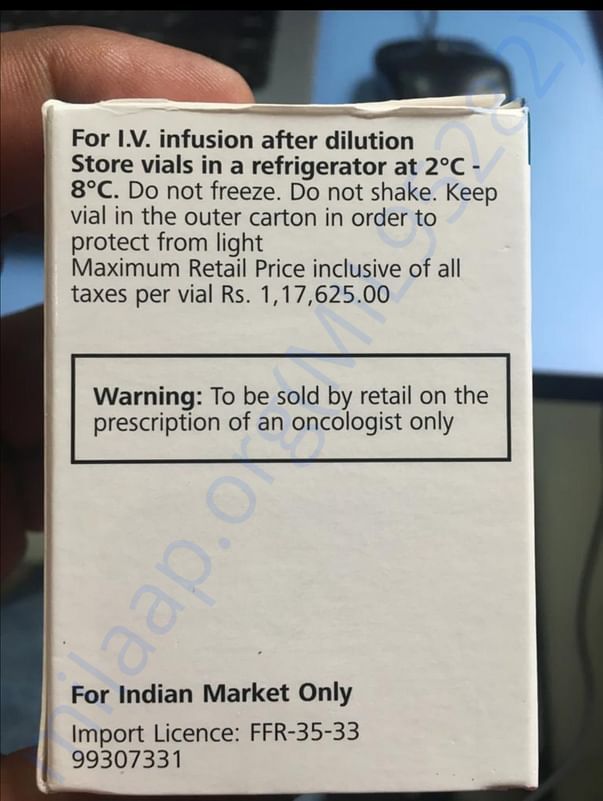 For I.V. infusion after dilution
Store vials in a refrigerator at 2°C -
8°C. Do not freeze. Do not shake. Keep
vial in the outer carton in order to
protect from light
Maximum Retail Price inclusive of all
taxes per vial Rs. 1,17,625.00
Warning: To be sold by retail on the
prescription of an oncologist only
For Indian Market Only
Import Licence: FFR-35-33
99307331
milaap.org(MIL95282)